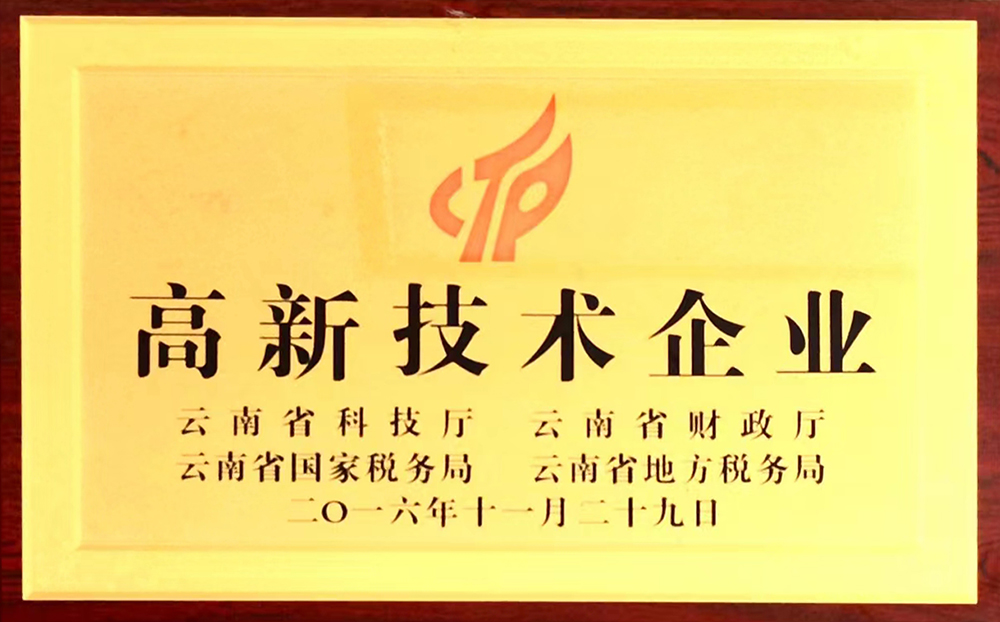 CTP
高新技术企业
云南省科技厅 云南省财政厅
云南省国家税务局 云南省地方税务局
二〇一六年十一月二十九日